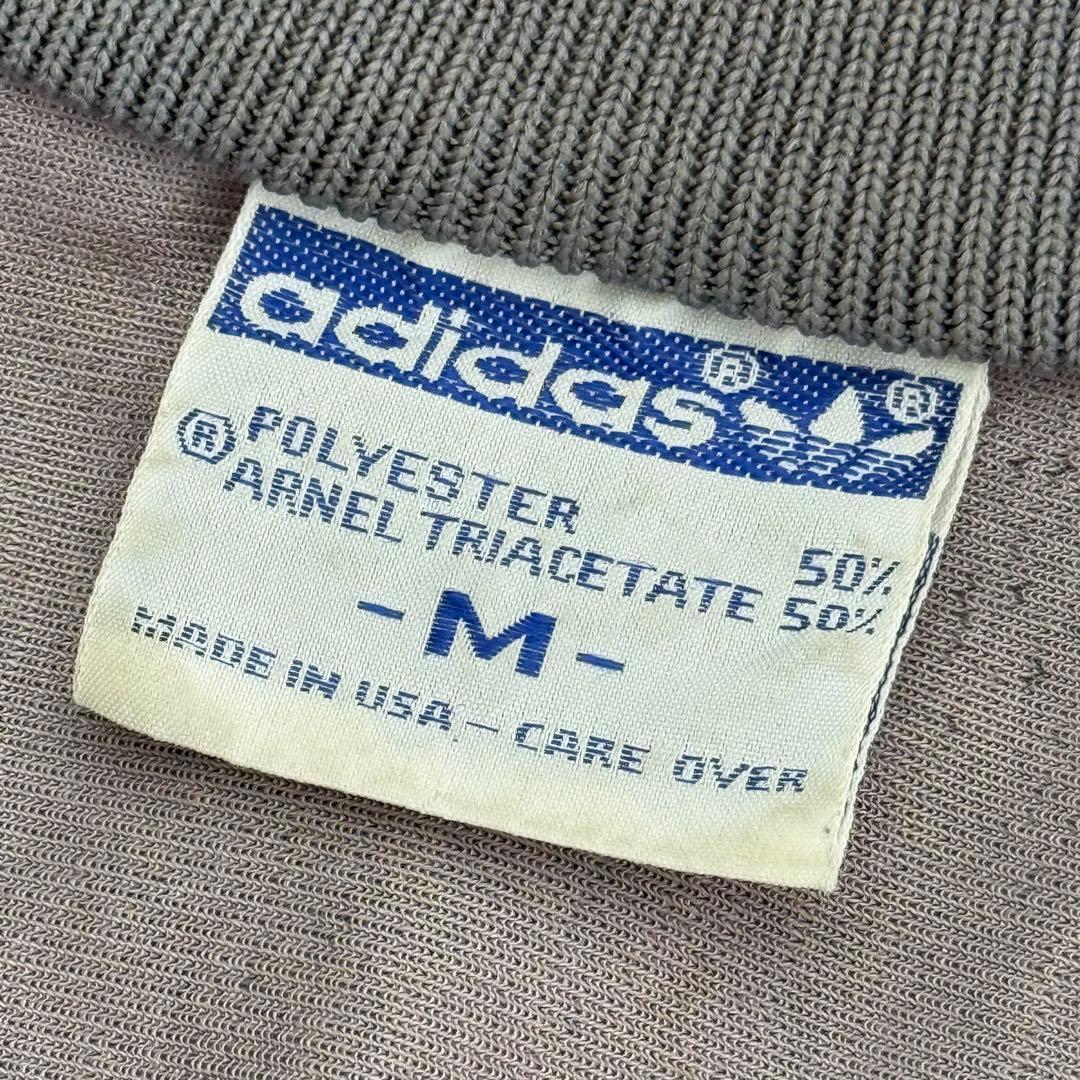 adidas®
®
POLYESTER 50%
®ARNEL TRIACETATE 50%
-M-
MADE IN USA - CARE OVER